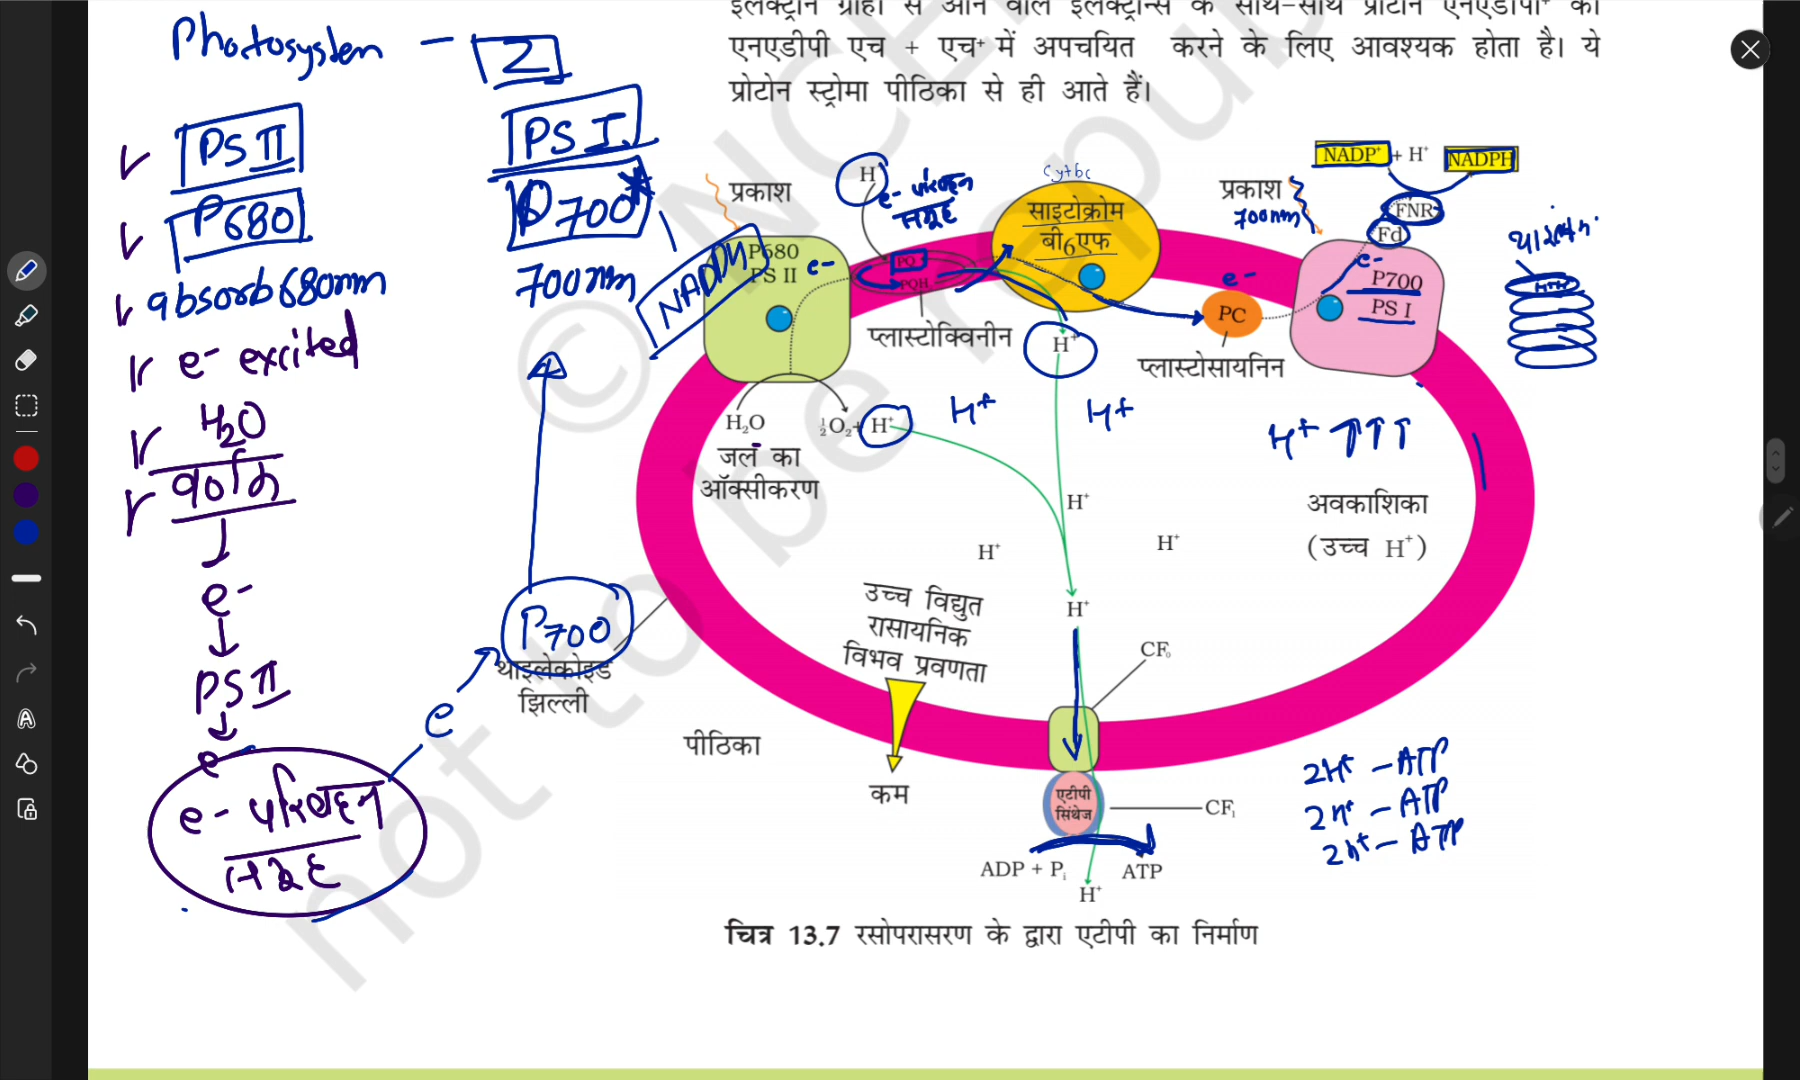 इलेक्ट्रॉन ग्राही से आने वाले इलेक्ट्रॉन्स के साथ-साथ प्रोटॉन एनएडीपी⁺ को
एनएडीपी एच + एच⁺ में अपचयित करने के लिए आवश्यक होता है। ये
प्रोटोन स्ट्रोमा पीठिका से ही आते हैं।
Photosystem - 2
PS II
PS I
P680
P700*
absorb 680nm
700nm
NADPH
e- excited
H2O
e-
PS II
e
e- परिवहन
समूह
e
P700
थाइलेकोइड
झिल्ली
प्रकाश
H
e- परिवहन
समूह
Cytbc
साइटोक्रोम
बी₆एफ
P680
PS II
e-
PQ
PQH
प्लास्टोक्विनीन
H⁺
प्रकाश
700nm
NADP⁺ + H⁺ NADPH
FNR
Fd
e-
P700
PS I
e-
PC
प्लास्टोसायनिन
H₂O ½O₂+ H⁺
जल का
ऑक्सीकरण
H+ H+
H+ ↑↑↑
अवकाशिका
(उच्च H⁺)
H⁺
H⁺
H⁺
H⁺
उच्च विद्युत
रासायनिक
विभव प्रवणता
कम
पीठिका
CF₀
एटीपी
सिंथेज
CF₁
ADP + Pᵢ ATP
H⁺
2H+ - ATP
2H+ - ATP
2H+ - ATP
चित्र 13.7 रसोपरासरण के द्वारा एटीपी का निर्माण
not to be republ
© NCE